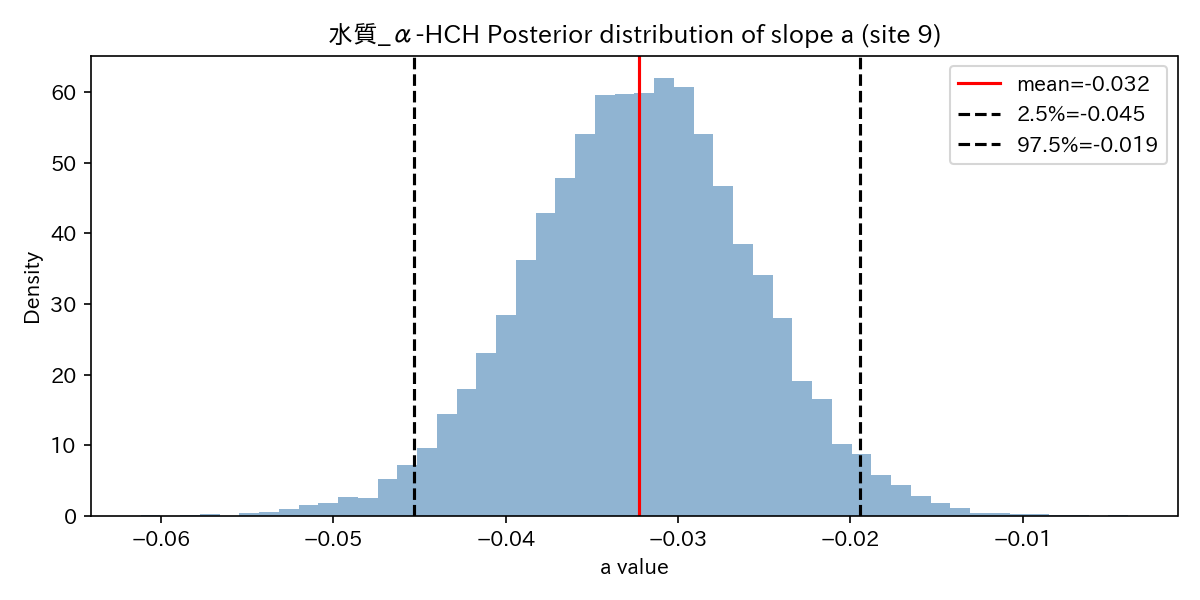 水質_α-HCH Posterior distribution of slope a (site 9)
mean=-0.032
2.5%=-0.045
97.5%=-0.019
Density
60
50
40
30
20
10
0
−0.06 −0.05 −0.04 −0.03 −0.02 −0.01
a value